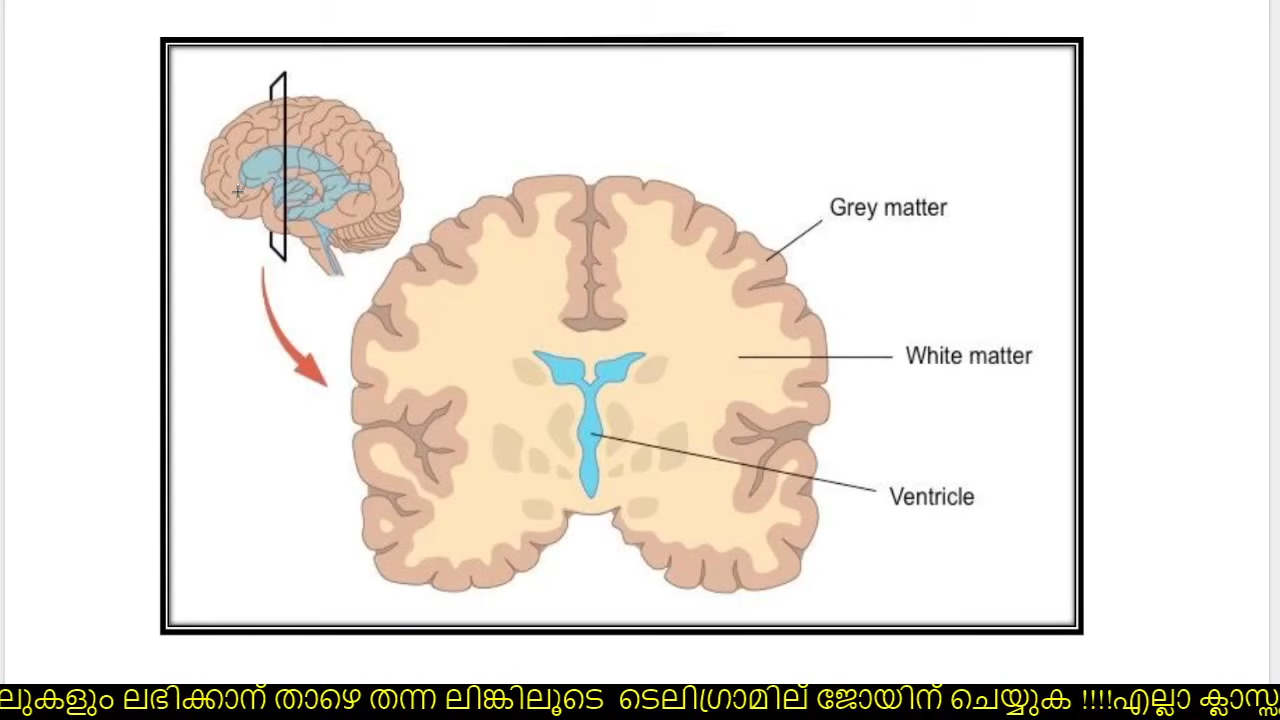 Grey matter
White matter
Ventricle
ലുകളും ലഭിക്കാന് താഴെ തന്ന ലിങ്കിലൂടെ ടെലിഗ്രാമില് ജോയിന് ചെയ്യുക !!!!എല്ലാ